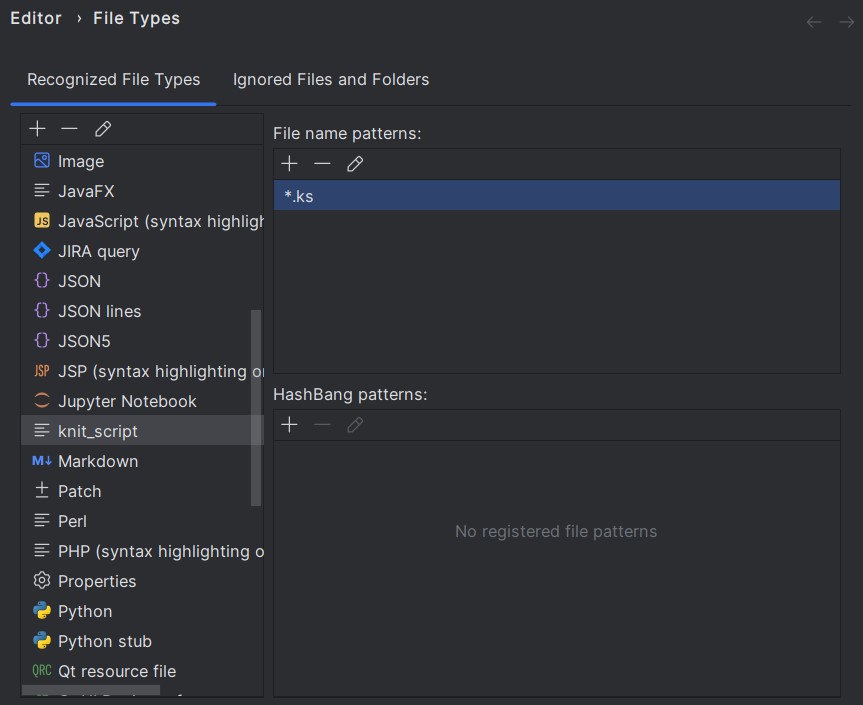 Editor › File Types
Recognized File Types
Ignored Files and Folders
Image
JavaFX
JS JavaScript (syntax highligh
JIRA query
{} JSON
{} JSON lines
{} JSON5
JSP JSP (syntax highlighting o
Jupyter Notebook
knit_script
M↓ Markdown
Patch
Perl
PHP (syntax highlighting o
Properties
Python
Python stub
QRC Qt resource file
File name patterns:
*.ks
HashBang patterns:
No registered file patterns